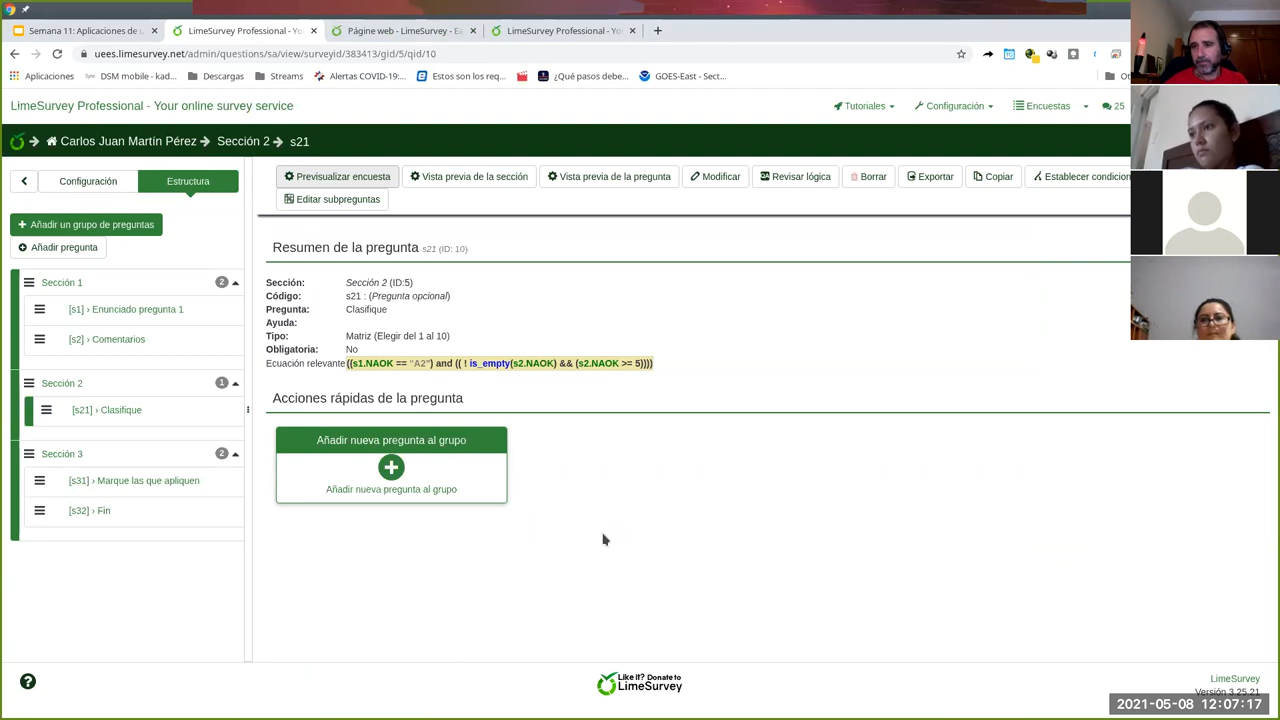 Semana 11: Aplicaciones de u
LimeSurvey Professional - Yo
Págine web - LimeSurvey - Ea
LimeSurvey Professional - Yo
uees.limesurvey.net/admin/questions/sa/view/surveyid/383413/gid/5/qid/10
Aplicaciones
DSM mobile - kad...
Descargas
Streams
Alertas COVID-19:...
Estos son los req...
¿Qué pasos debe...
GOES-East - Sect...
LimeSurvey Professional - Your online survey service
Tutoriales
Configuración
Encuestas
25
Carlos Juan Martín Pérez
Sección 2
s21
Configuración
Estructura
Previsualizar encuesta
Vista previa de la sección
Vista previa de la pregunta
Modificar
Revisar lógica
Borrar
Exportar
Copiar
Establecer condicion
Editar subpreguntas
Añadir un grupo de preguntas
Añadir pregunta
Sección 1 2
[s1] › Enunciado pregunta 1
[s2] › Comentarios
Sección 2 1
[s21] › Clasifique
Sección 3 2
[s31] › Marque las que apliquen
[s32] › Fin
Resumen de la pregunta s21 (ID: 10)
Sección: Sección 2 (ID:5)
Código: s21 : (Pregunta opcional)
Pregunta: Clasifique
Ayuda:
Tipo: Matriz (Elegir del 1 al 10)
Obligatoria: No
Ecuación relevante ((s1.NAOK == "A2") and (( ! is_empty(s2.NAOK) && (s2.NAOK >= 5))))
Acciones rápidas de la pregunta
Añadir nueva pregunta al grupo
Añadir nueva pregunta al grupo
Like it? Donate to
LimeSurvey
LimeSurvey
Versión 3.25.21
2021-05-08 12:07:17